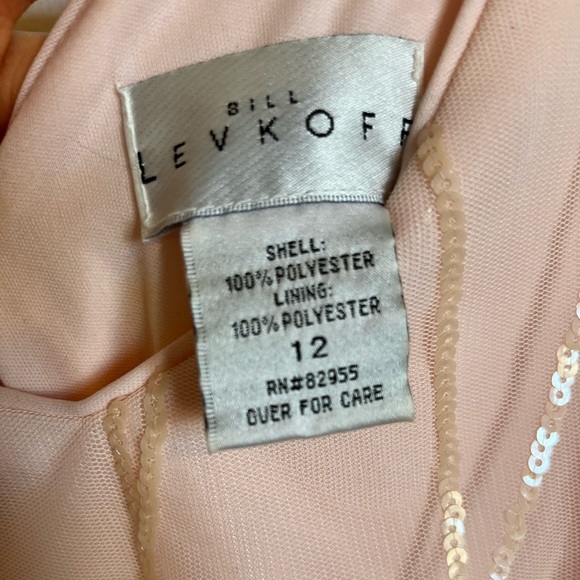 BILL
LEVKOFF
SHELL:
100% POLYESTER
LINING:
100% POLYESTER
12
RN#82955
OVER FOR CARE